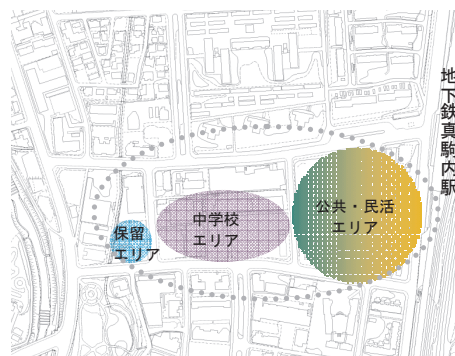 地下鉄真駒内駅
公共・民活
エリア
中学校
エリア
保留
エリア